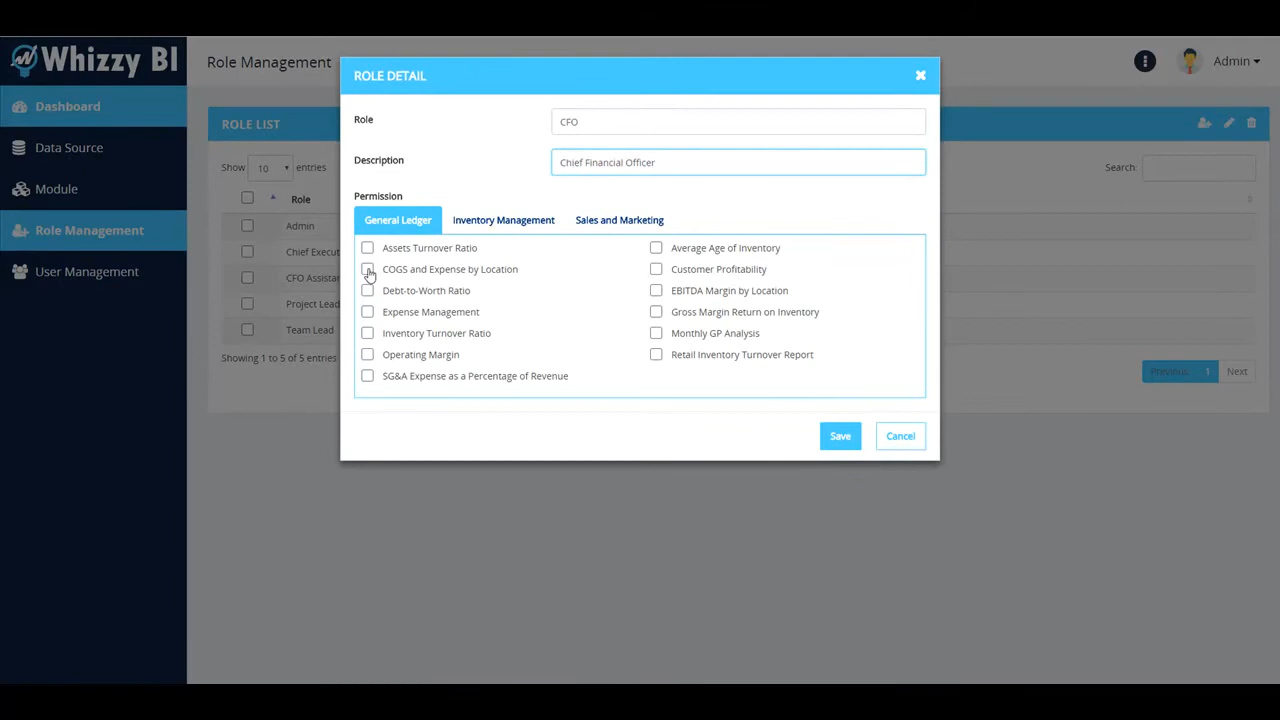 Whizzy BI
Role Management
Admin
Dashboard
Data Source
Module
Role Management
User Management
ROLE LIST
Show 10 entries
Search:
Role
Admin
Chief Execut
CFO Assistan
Project Lead
Team Lead
Showing 1 to 5 of 5 entries
Previous 1 Next
ROLE DETAIL
Role
CFO
Description
Chief Financial Officer
Permission
General Ledger Inventory Management Sales and Marketing
Assets Turnover Ratio Average Age of Inventory
COGS and Expense by Location Customer Profitability
Debt-to-Worth Ratio EBITDA Margin by Location
Expense Management Gross Margin Return on Inventory
Inventory Turnover Ratio Monthly GP Analysis
Operating Margin Retail Inventory Turnover Report
SG&A Expense as a Percentage of Revenue
Save Cancel